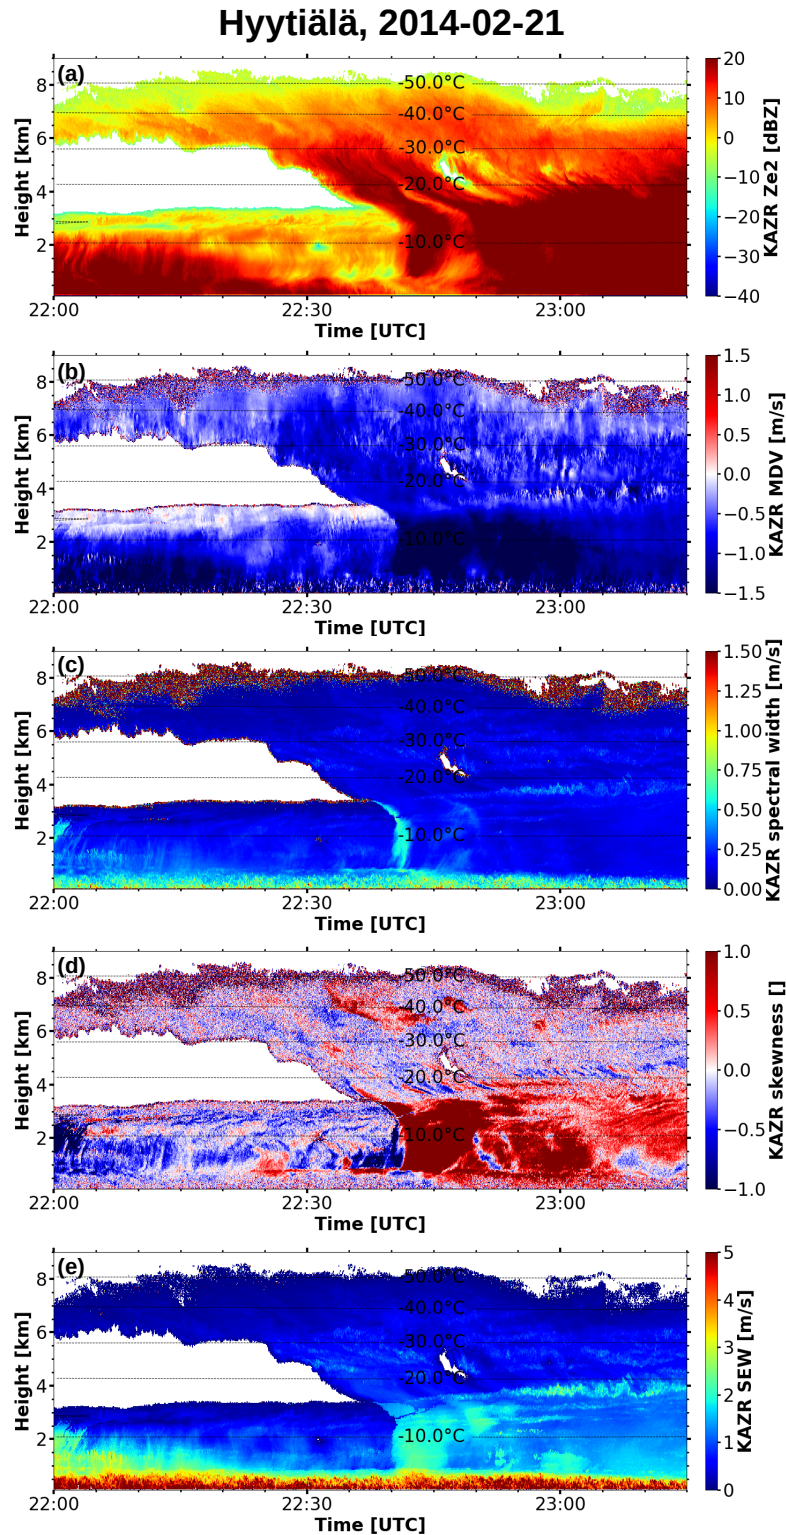 Hyytiälä, 2014-02-21
(a)
Height [km]
8
6
4
2
-50.0°C
-40.0°C
-30.0°C
-20.0°C
-10.0°C
22:00 22:30 23:00
Time [UTC]
20
10
0
−10
−20
−30
−40
KAZR Ze2 [dBZ]
(b)
Height [km]
8
6
4
2
-50.0°C
-40.0°C
-30.0°C
-20.0°C
-10.0°C
22:00 22:30 23:00
Time [UTC]
1.5
1.0
0.5
0.0
−0.5
−1.0
−1.5
KAZR MDV [m/s]
(c)
Height [km]
8
6
4
2
-50.0°C
-40.0°C
-30.0°C
-20.0°C
-10.0°C
22:00 22:30 23:00
Time [UTC]
1.50
1.25
1.00
0.75
0.50
0.25
0.00
KAZR spectral width [m/s]
(d)
Height [km]
8
6
4
2
-50.0°C
-40.0°C
-30.0°C
-20.0°C
-10.0°C
22:00 22:30 23:00
Time [UTC]
1.0
0.5
0.0
−0.5
−1.0
KAZR skewness []
(e)
Height [km]
8
6
4
2
-50.0°C
-40.0°C
-30.0°C
-20.0°C
-10.0°C
22:00 22:30 23:00
Time [UTC]
5
4
3
2
1
0
KAZR SEW [m/s]